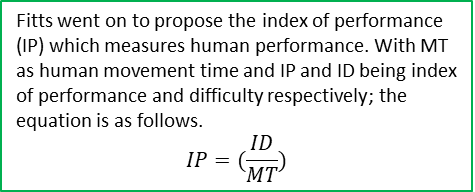 Fitts went on to propose the index of performance
(IP) which measures human performance. With MT
as human movement time and IP and ID being index
of performance and difficulty respectively; the
equation is as follows.
IP = (ID/MT)